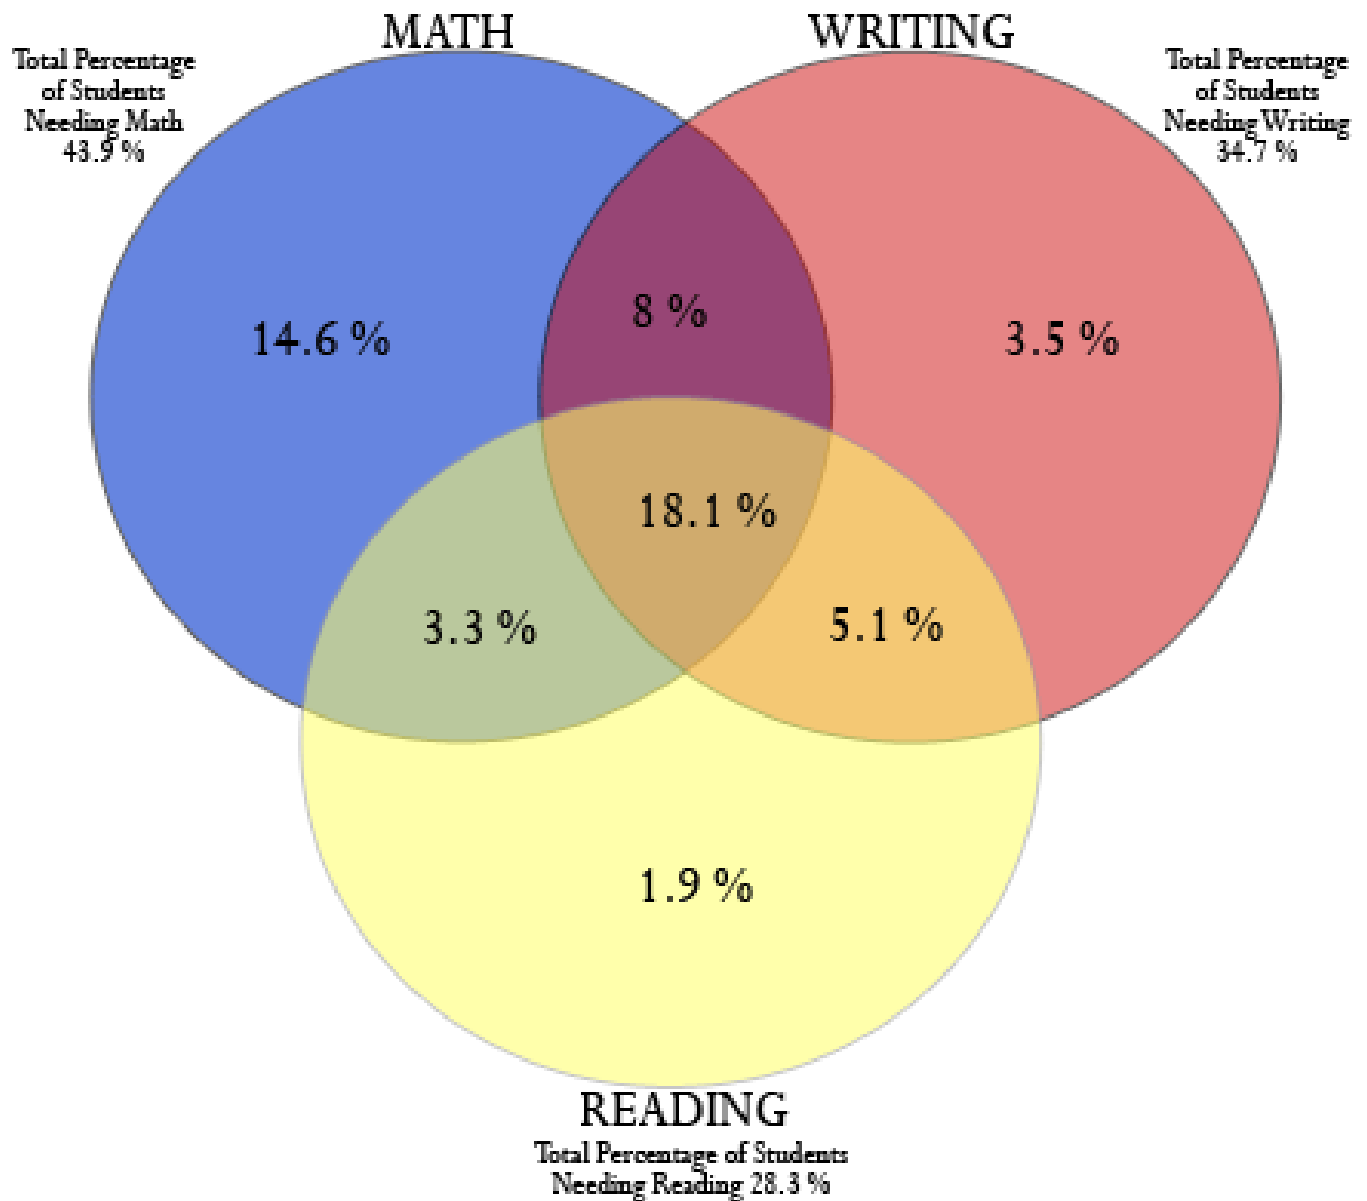 MATH
WRITING
Total Percentage
of Students
Needing Math
43.9 %
Total Percentage
of Students
Needing Writing
34.7 %
8 %
14.6 %
3.5 %
18.1 %
3.3 %
5.1 %
1.9 %
READING
Total Percentage of Students
Needing Reading 28.3 %